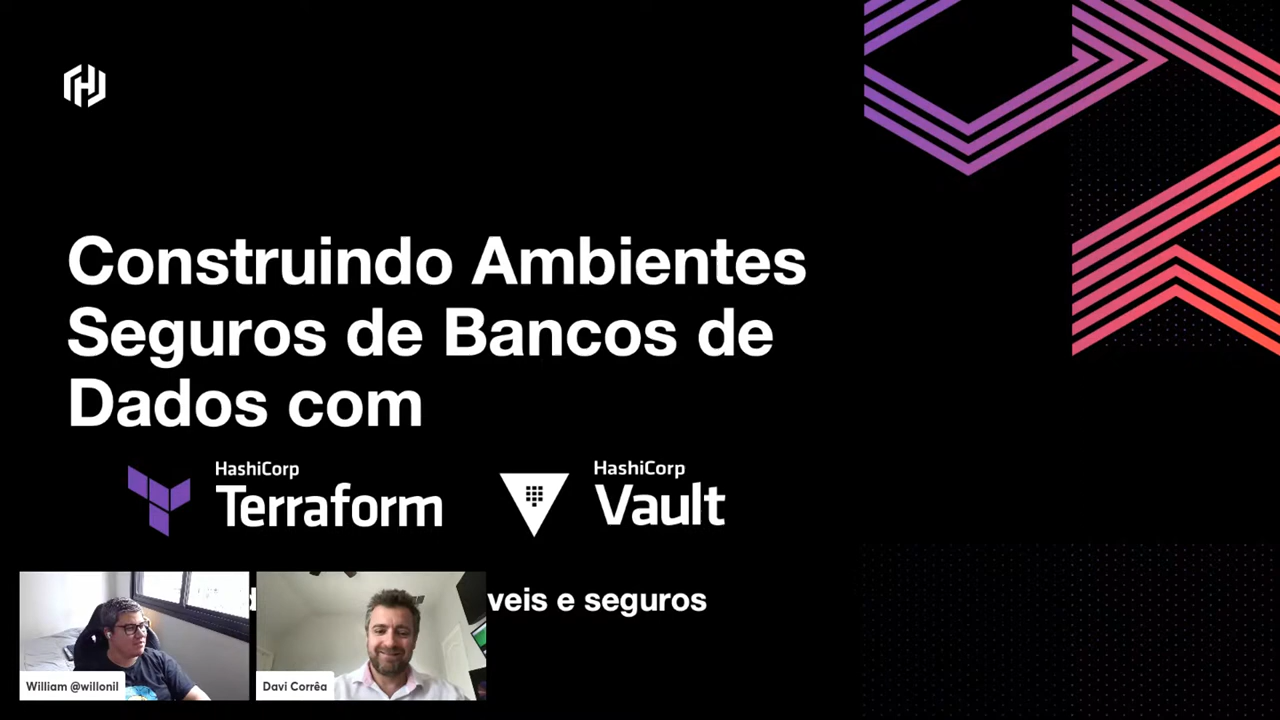 Construindo Ambientes
Seguros de Bancos de
Dados com
HashiCorp
Terraform
HashiCorp
Vault
veis e seguros
William @willonil
Davi Corrêa